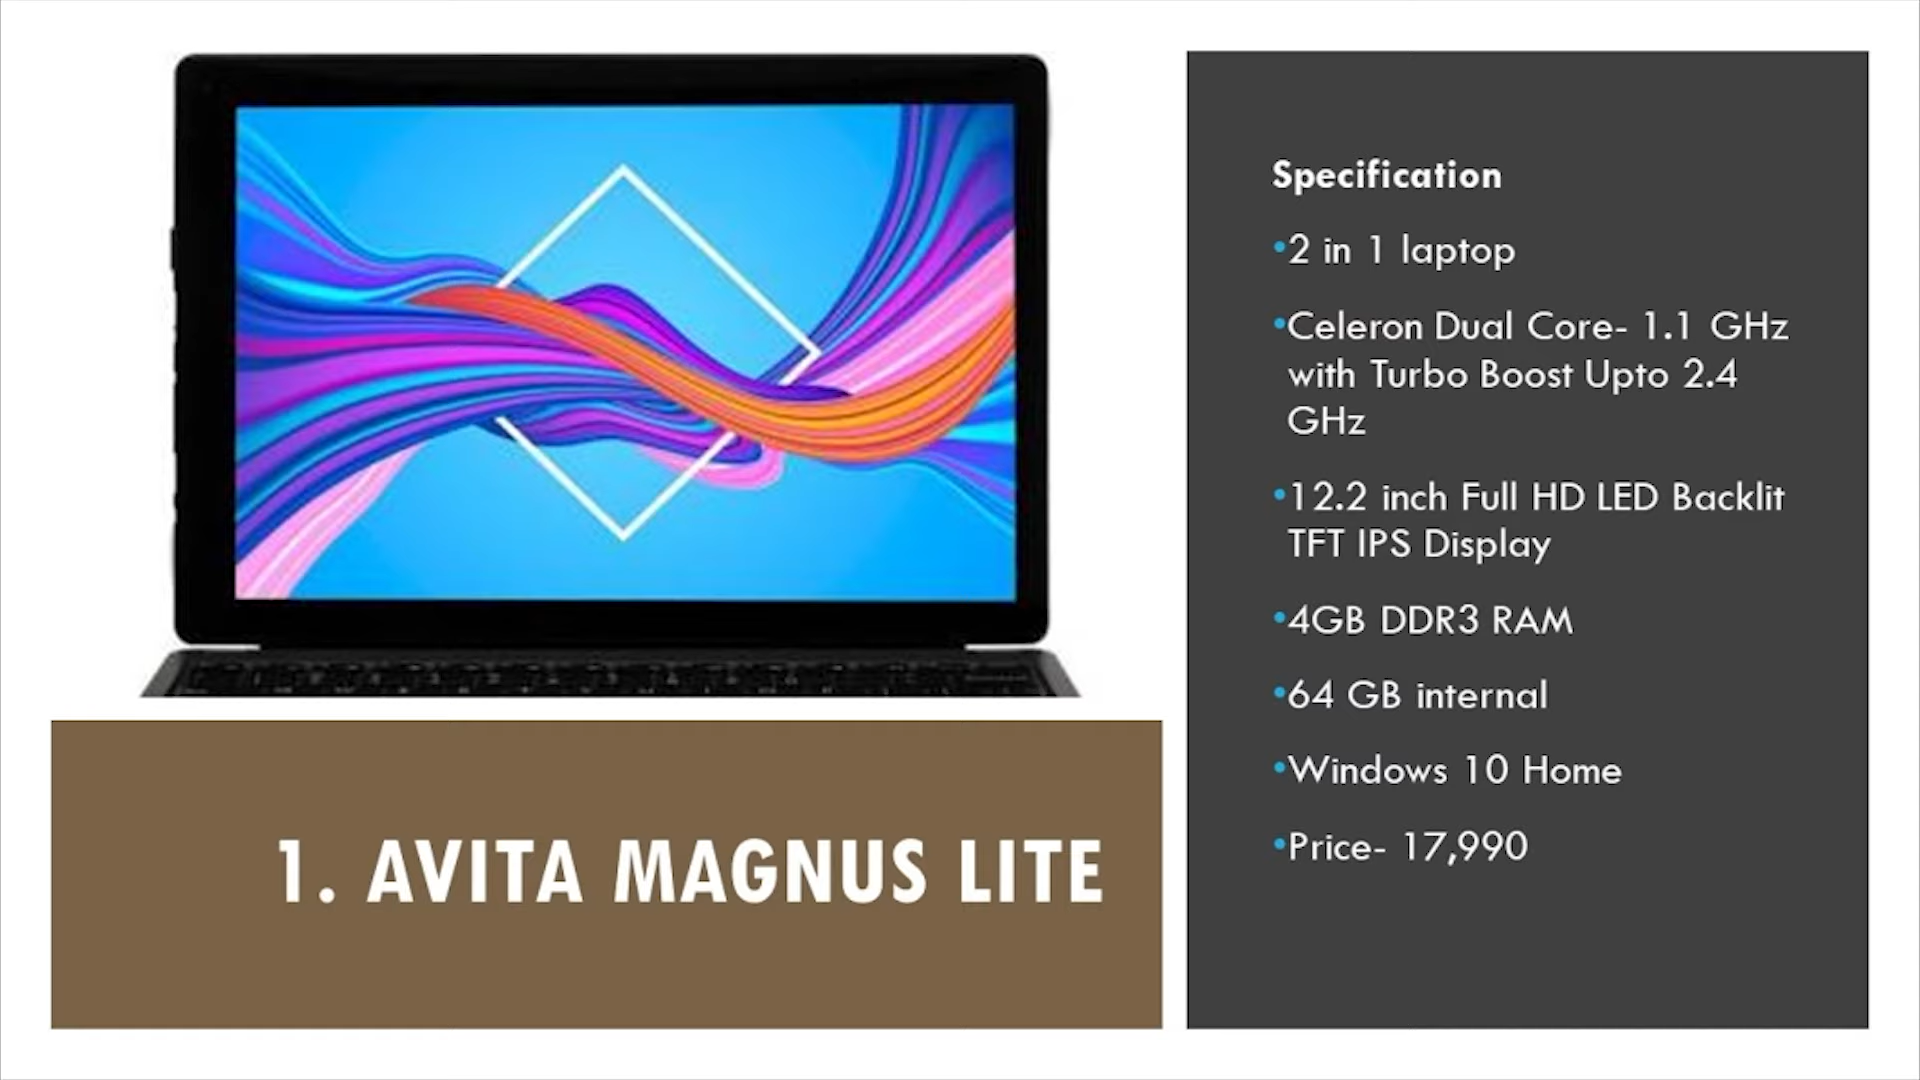 Specification
•2 in 1 laptop
•Celeron Dual Core- 1.1 GHz
with Turbo Boost Upto 2.4
GHz
•12.2 inch Full HD LED Backlit
TFT IPS Display
•4GB DDR3 RAM
•64 GB internal
•Windows 10 Home
•Price- 17,990
1. AVITA MAGNUS LITE